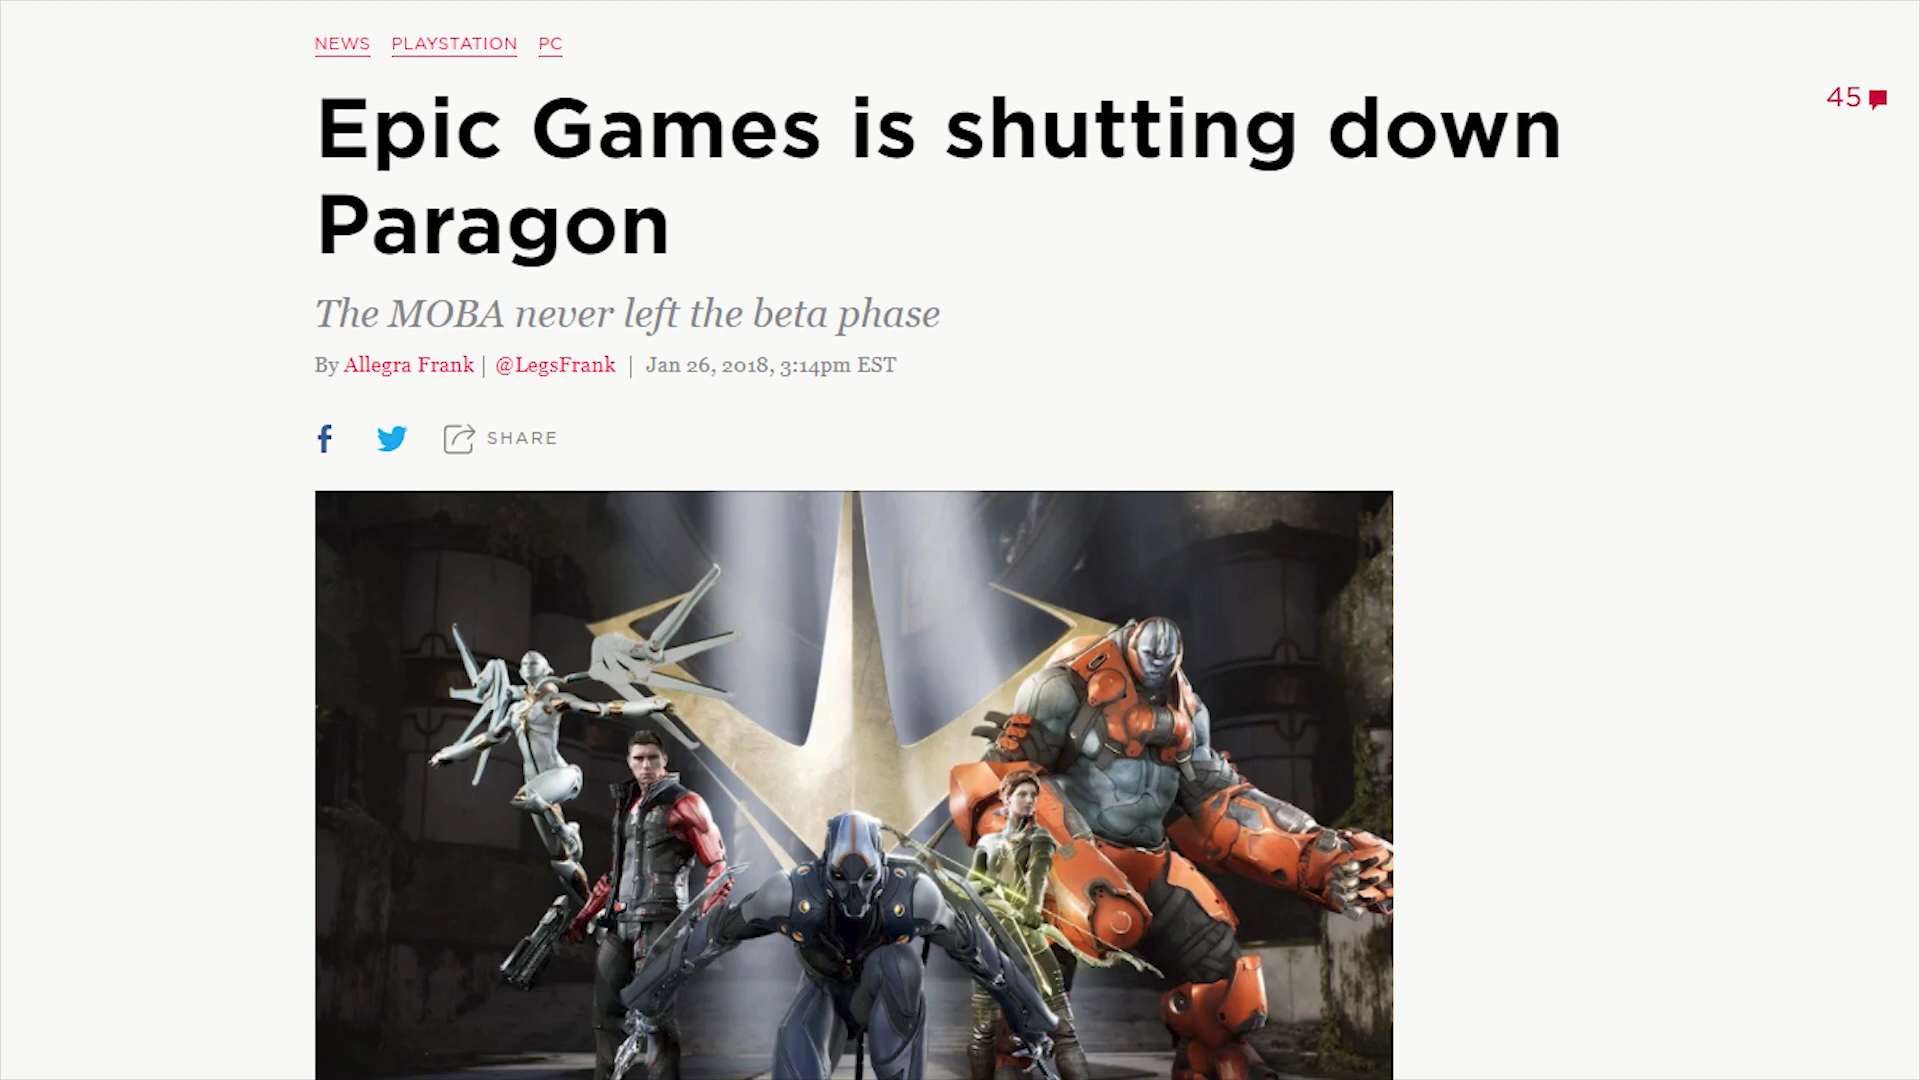 NEWS PLAYSTATION PC
Epic Games is shutting down
Paragon
45
The MOBA never left the beta phase
By Allegra Frank | @LegsFrank | Jan 26, 2018, 3:14pm EST
SHARE